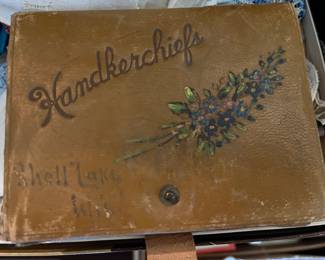 Handkerchiefs
Shell Lake
Wis.